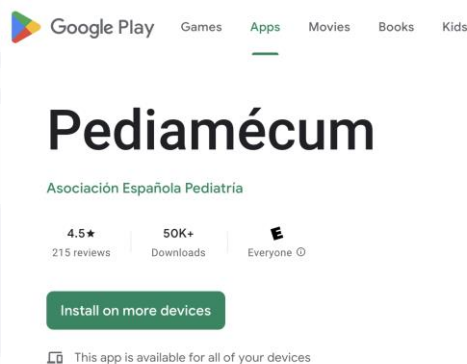 Google Play Games Apps Movies Books Kids
Pediamécum
Asociación Española Pediatría
4.5★ 50K+ E
215 reviews Downloads Everyone
Install on more devices
This app is available for all of your devices